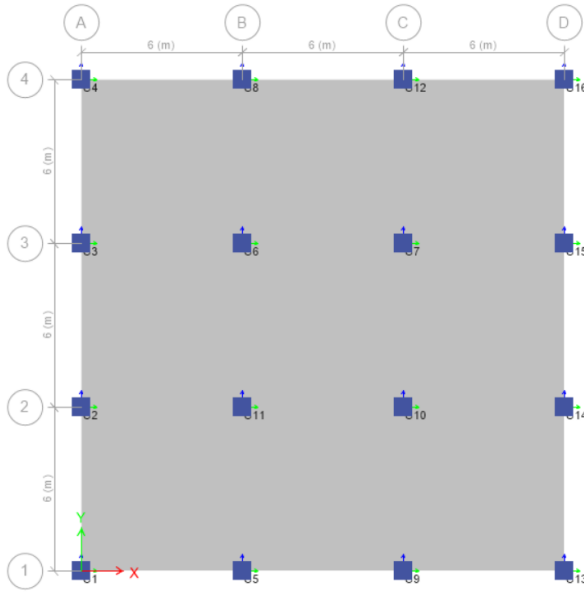 A B C D
6 (m) 6 (m) 6 (m)
4 C4 C8 C12 C16
6 (m)
3 C3 C6 C7 C15
6 (m)
2 C2 C11 C10 C14
6 (m)
Y
1 C1 X C5 C9 C13